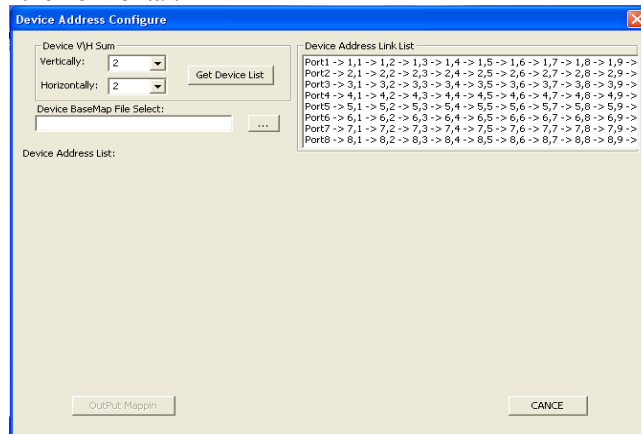 Device Address Configure
Device V\H Sum
Vertically: 2
Horizontally: 2
Get Device List
Device BaseMap File Select:
...
Device Address List:
Device Address Link List
Port1 -> 1,1 -> 1,2 -> 1,3 -> 1,4 -> 1,5 -> 1,6 -> 1,7 -> 1,8 -> 1,9 ->
Port2 -> 2,1 -> 2,2 -> 2,3 -> 2,4 -> 2,5 -> 2,6 -> 2,7 -> 2,8 -> 2,9 ->
Port3 -> 3,1 -> 3,2 -> 3,3 -> 3,4 -> 3,5 -> 3,6 -> 3,7 -> 3,8 -> 3,9 ->
Port4 -> 4,1 -> 4,2 -> 4,3 -> 4,4 -> 4,5 -> 4,6 -> 4,7 -> 4,8 -> 4,9 ->
Port5 -> 5,1 -> 5,2 -> 5,3 -> 5,4 -> 5,5 -> 5,6 -> 5,7 -> 5,8 -> 5,9 ->
Port6 -> 6,1 -> 6,2 -> 6,3 -> 6,4 -> 6,5 -> 6,6 -> 6,7 -> 6,8 -> 6,9 ->
Port7 -> 7,1 -> 7,2 -> 7,3 -> 7,4 -> 7,5 -> 7,6 -> 7,7 -> 7,8 -> 7,9 ->
Port8 -> 8,1 -> 8,2 -> 8,3 -> 8,4 -> 8,5 -> 8,6 -> 8,7 -> 8,8 -> 8,9 ->
OutPut Mappin
CANCE